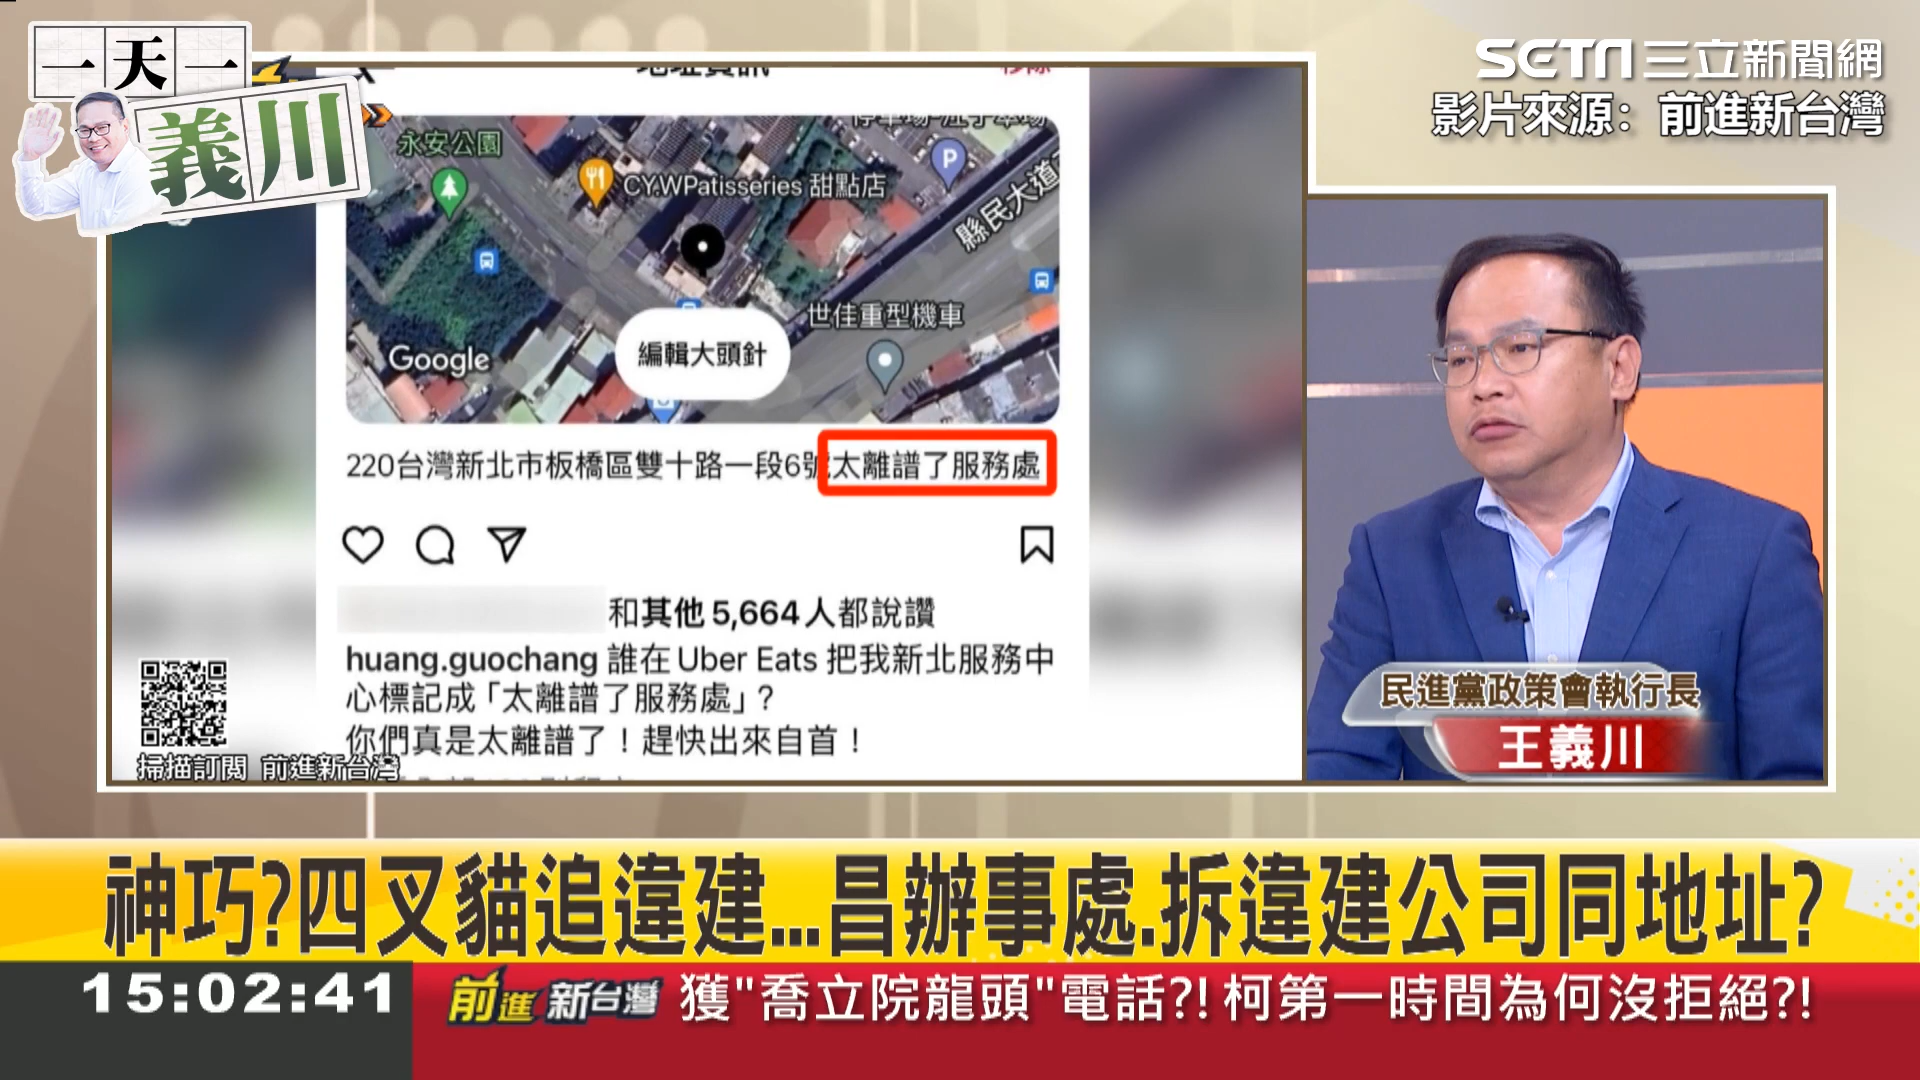 一天一
義川
SETN三立新聞網
影片來源：前進新台灣
地址資訊
移除
永安公園
CY.WPatisseries 甜點店
P
縣民大道
世佳重型機車
Google
編輯大頭針
220台灣新北市板橋區雙十路一段6號太離譜了服務處
和其他 5,664 人都說讚
huang.guochang 誰在 Uber Eats 把我新北服務中
心標記成「太離譜了服務處」?
你們真是太離譜了！趕快出來自首！
掃描訂閱 前進新台灣
民進黨政策會執行長
王義川
神巧?四叉貓追違建...昌辦事處.拆違建公司同地址?
15:02:41
前進新台灣
獲"喬立院龍頭"電話?!柯第一時間為何沒拒絕?!